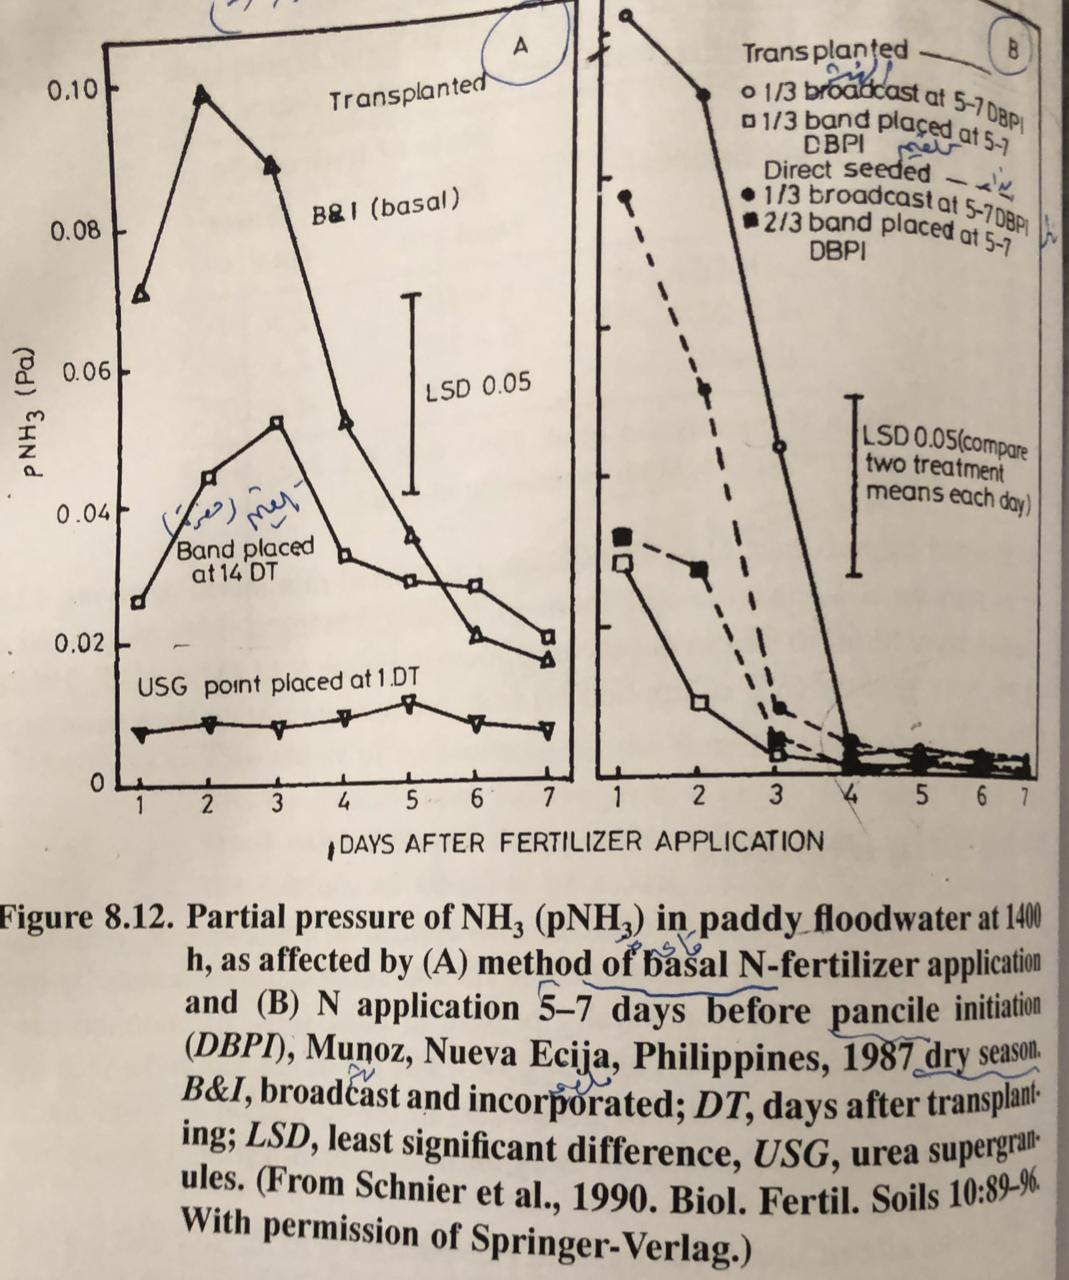 A
Transplanted
0.10
B&I (basal)
0.08
0.06
LSD 0.05
pNH3 (Pa)
0.04
Band placed
at 14 DT
0.02
USG point placed at 1.DT
0
1 2 3 4 5 6 7
B
Transplanted
○ 1/3 broadcast at 5-7 DBPI
□ 1/3 band placed at 5-7
DBPI
Direct seeded
● 1/3 broadcast at 5-7 DBPI
■ 2/3 band placed at 5-7
DBPI
LSD 0.05(compare
two treatment
means each day)
1 2 3 4 5 6 7
DAYS AFTER FERTILIZER APPLICATION
Figure 8.12. Partial pressure of NH3 (pNH3) in paddy floodwater at 1400
h, as affected by (A) method of basal N-fertilizer application
and (B) N application 5–7 days before pancile initiation
(DBPI), Muņoz, Nueva Ecija, Philippines, 1987 dry season.
B&I, broadcast and incorporated; DT, days after transplant-
ing; LSD, least significant difference, USG, urea supergran-
ules. (From Schnier et al., 1990. Biol. Fertil. Soils 10:89–96.
With permission of Springer-Verlag.)